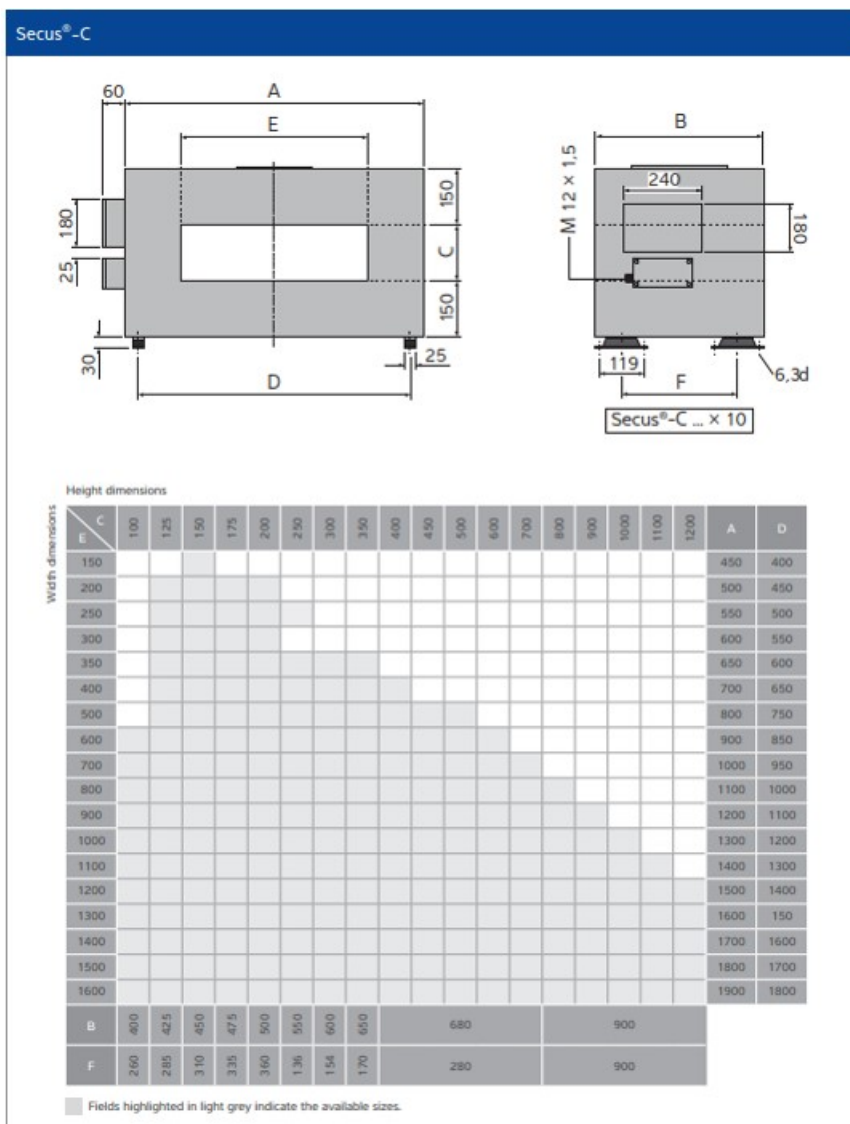 Secus®-C
60
A
E
180
25
30
150
C
150
25
D
B
240
M 12 × 1,5
180
119
F
6,3d
Secus®-C ... × 10
Height dimensions
Width dimensions
C
E
100 125 150 175 200 250 300 350 400 450 500 600 700 800 900 1000 1100 1200 A D
150 450 400
200 500 450
250 550 500
300 600 550
350 650 600
400 700 650
500 800 750
600 900 850
700 1000 950
800 1100 1000
900 1200 1100
1000 1300 1200
1100 1400 1300
1200 1500 1400
1300 1600 150
1400 1700 1600
1500 1800 1700
1600 1900 1800
B 400 425 450 475 500 550 600 650 680 900
F 260 285 310 335 360 136 154 170 280 900
Fields highlighted in light grey indicate the available sizes.